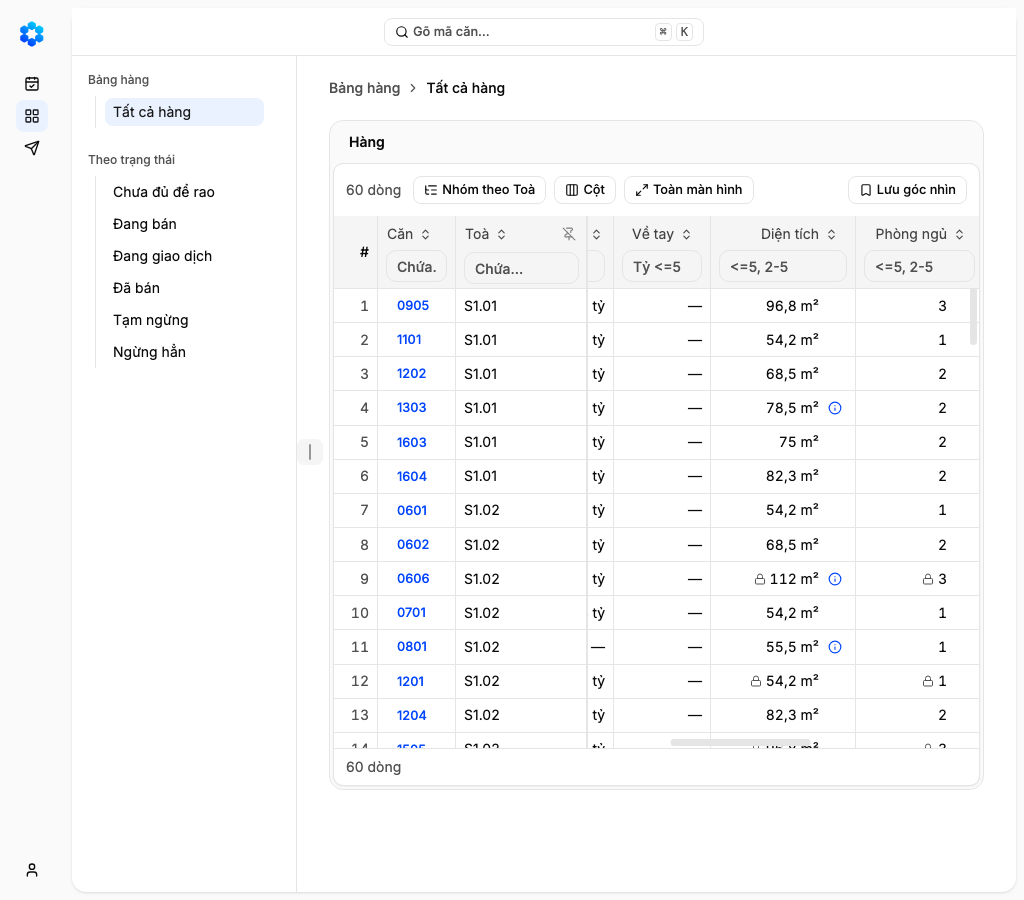 Gõ mã căn... ⌘ K
Bảng hàng
Tất cả hàng
Theo trạng thái
Chưa đủ để rao
Đang bán
Đang giao dịch
Đã bán
Tạm ngừng
Ngừng hẳn
Bảng hàng > Tất cả hàng
Hàng
60 dòng Nhóm theo Toà Cột Toàn màn hình Lưu góc nhìn
# Căn Toà Về tay Diện tích Phòng ngủ
Chứa. Chứa... Tỷ <=5 <=5, 2-5 <=5, 2-5
1 0905 S1.01 tỷ — 96,8 m² 3
2 1101 S1.01 tỷ — 54,2 m² 1
3 1202 S1.01 tỷ — 68,5 m² 2
4 1303 S1.01 tỷ — 78,5 m² 2
5 1603 S1.01 tỷ — 75 m² 2
6 1604 S1.01 tỷ — 82,3 m² 2
7 0601 S1.02 tỷ — 54,2 m² 1
8 0602 S1.02 tỷ — 68,5 m² 2
9 0606 S1.02 tỷ — 112 m² 3
10 0701 S1.02 tỷ — 54,2 m² 1
11 0801 S1.02 — — 55,5 m² 1
12 1201 S1.02 tỷ — 54,2 m² 1
13 1204 S1.02 tỷ — 82,3 m² 2
14 S1.02 tỷ
60 dòng